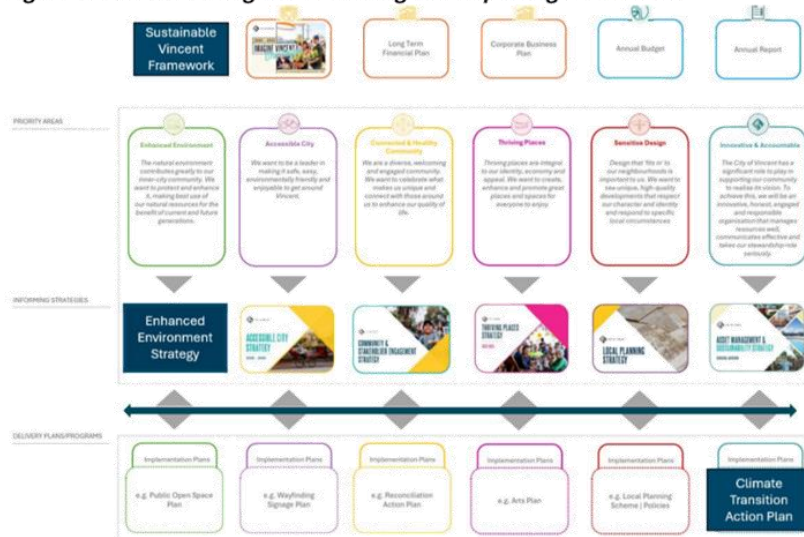 Sustainable
Vincent
Framework
IMAGINE VINCENT
Long Term
Financial Plan
Corporate Business
Plan
Annual Budget
Annual Report
PRIORITY AREAS
Enhanced Environment
The natural environment
contributes greatly to our
inner-city community. We
want to protect and enhance
it, making best use of
our natural resources for the
benefit of current and future
generations.
Accessible City
We want to be a leader in
making it safe, easy,
environmentally friendly and
enjoyable to get around
Vincent.
Connected & Healthy
Community
We are a diverse, welcoming
and engaged community.
We want to celebrate what
makes us unique and
connect with those around
us to enhance our quality of
life.
Thriving Places
Thriving places are integral
to our identity, economy and
appeal. We want to create,
enhance and promote great
places and spaces for
everyone to enjoy
Sensitive Design
Design that 'fits in' to
our neighbourhoods is
important to us. We want to
see unique, high-quality
developments that respect
our character and identity
and respond to specific
local circumstances
Innovative & Accountable
The City of Vincent has a
significant role to play in
supporting our community
to realise its vision. To
achieve this, we will be an
innovative, honest, engaged
and responsible
organisation that manages
resources well,
communicates effective and
takes our stewardship role
seriously.
INFORMING STRATEGIES
Enhanced
Environment
Strategy
ACCESSIBLE CITY
STRATEGY
COMMUNITY &
STAKEHOLDER ENGAGEMENT
STRATEGY
THRIVING PLACES
STRATEGY
LOCAL PLANNING
STRATEGY
ASSET MANAGEMENT &
SUSTAINABILITY STRATEGY
DELIVERY PLANS/PROGRAMS
Implementation Plans
e.g. Public Open Space
Plan
Implementation Plans
e.g. Wayfinding
Signage Plan
Implementation Plans
e.g. Reconciliation
Action Plan
Implementation Plans
e.g. Arts Plan
Implementation Plans
e.g. Local Planning
Scheme | Policies
Implementation Plans
Climate
Transition
Action Plan